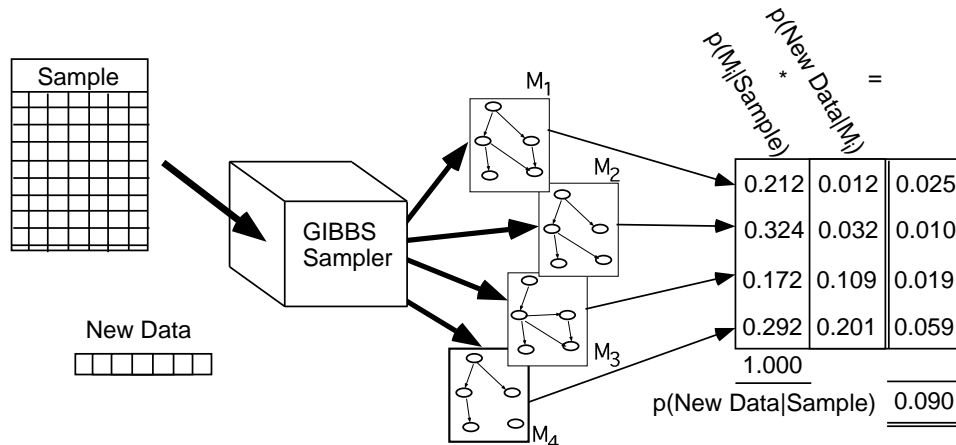 Sample
New Data
GIBBS
Sampler
M1
M2
M3
M4
p(Mi|Sample) * p(New Data|Mi) =
0.212 0.012 0.025
0.324 0.032 0.010
0.172 0.109 0.019
0.292 0.201 0.059
1.000
p(New Data|Sample) 0.090